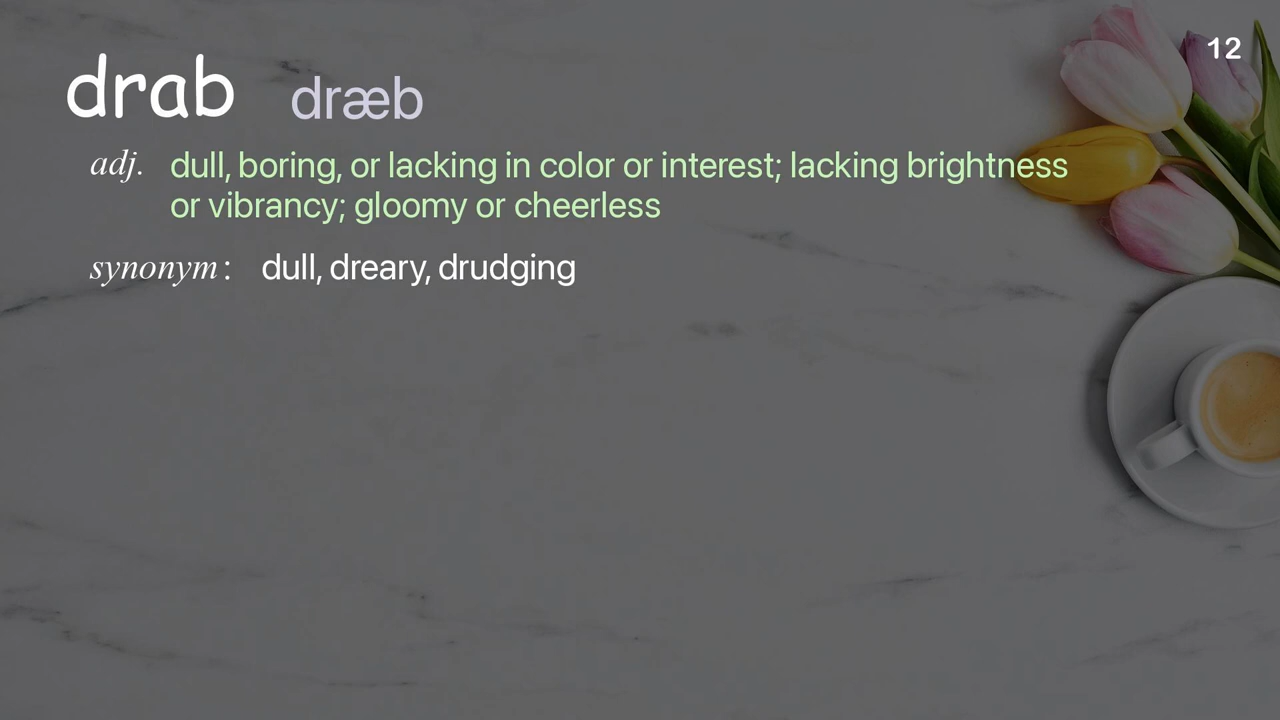 12
drab dræb
adj. dull, boring, or lacking in color or interest; lacking brightness
or vibrancy; gloomy or cheerless
synonym: dull, dreary, drudging